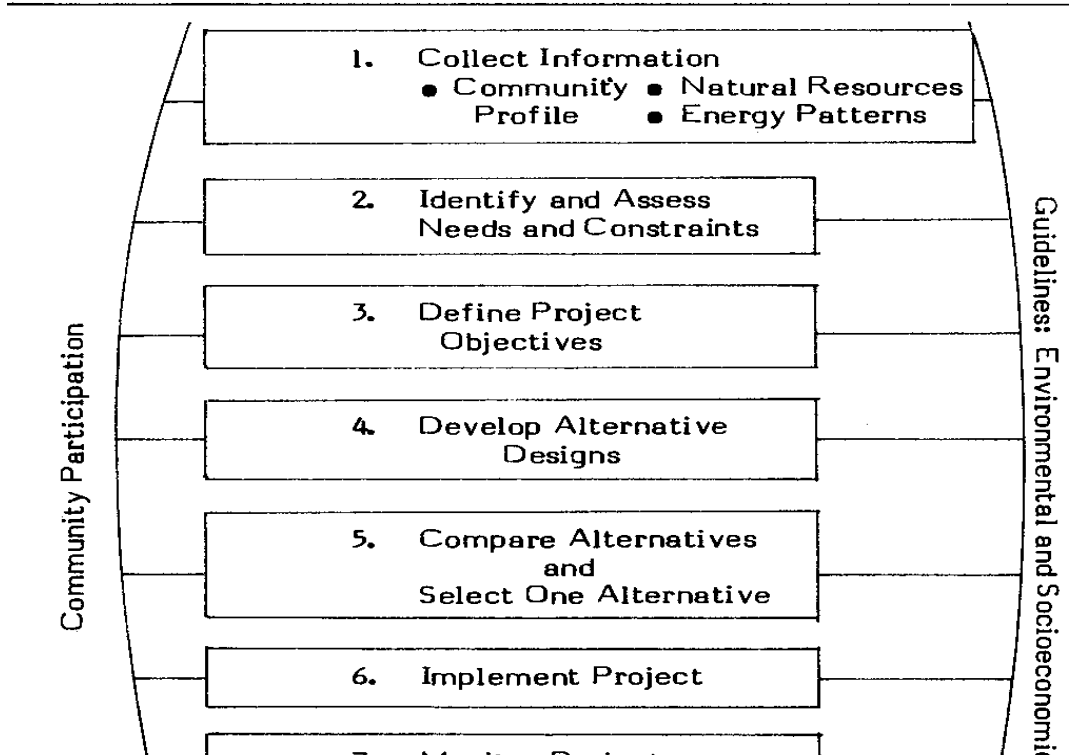 1. Collect Information
• Community • Natural Resources
Profile • Energy Patterns
2. Identify and Assess
Needs and Constraints
3. Define Project
Objectives
4. Develop Alternative
Designs
5. Compare Alternatives
and
Select One Alternative
6. Implement Project
Community Participation
Guidelines: Environmental and Socioeconomic